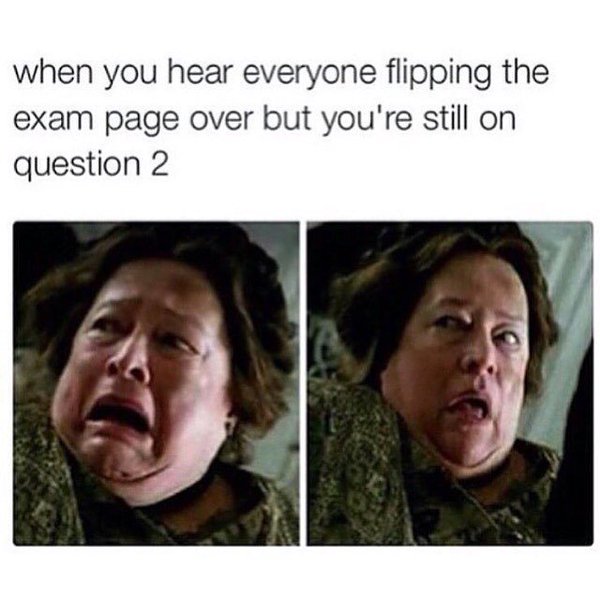 when you hear everyone flipping the
exam page over but you're still on
question 2